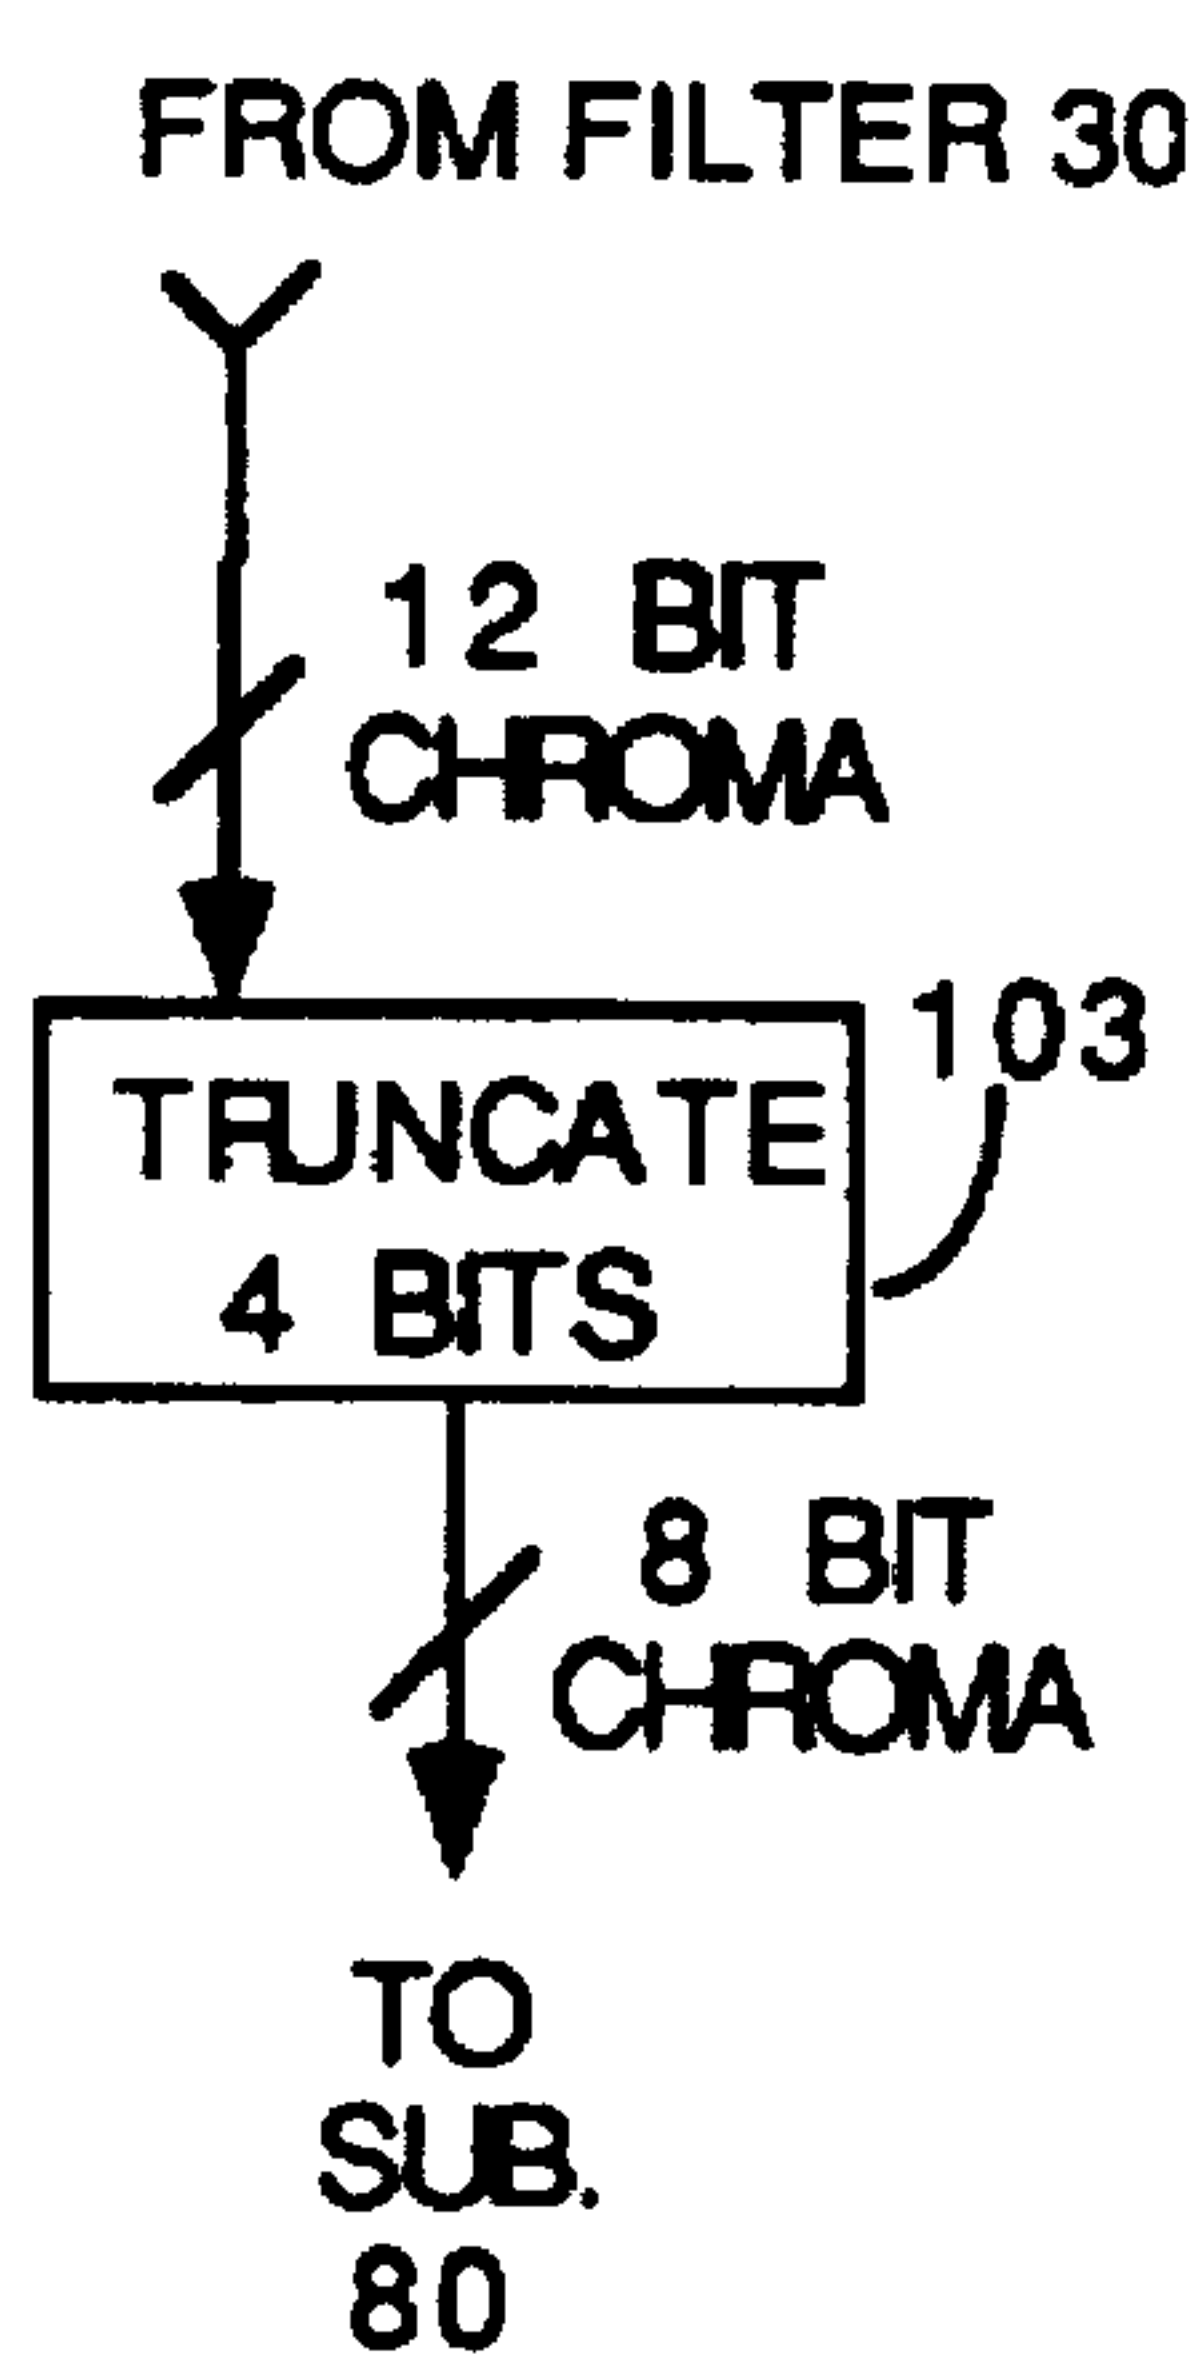 FROM FILTER 30
12 BIT
CHROMA
103
TRUNCATE
4 BITS
8 BIT
CHROMA
TO
SUB.
80